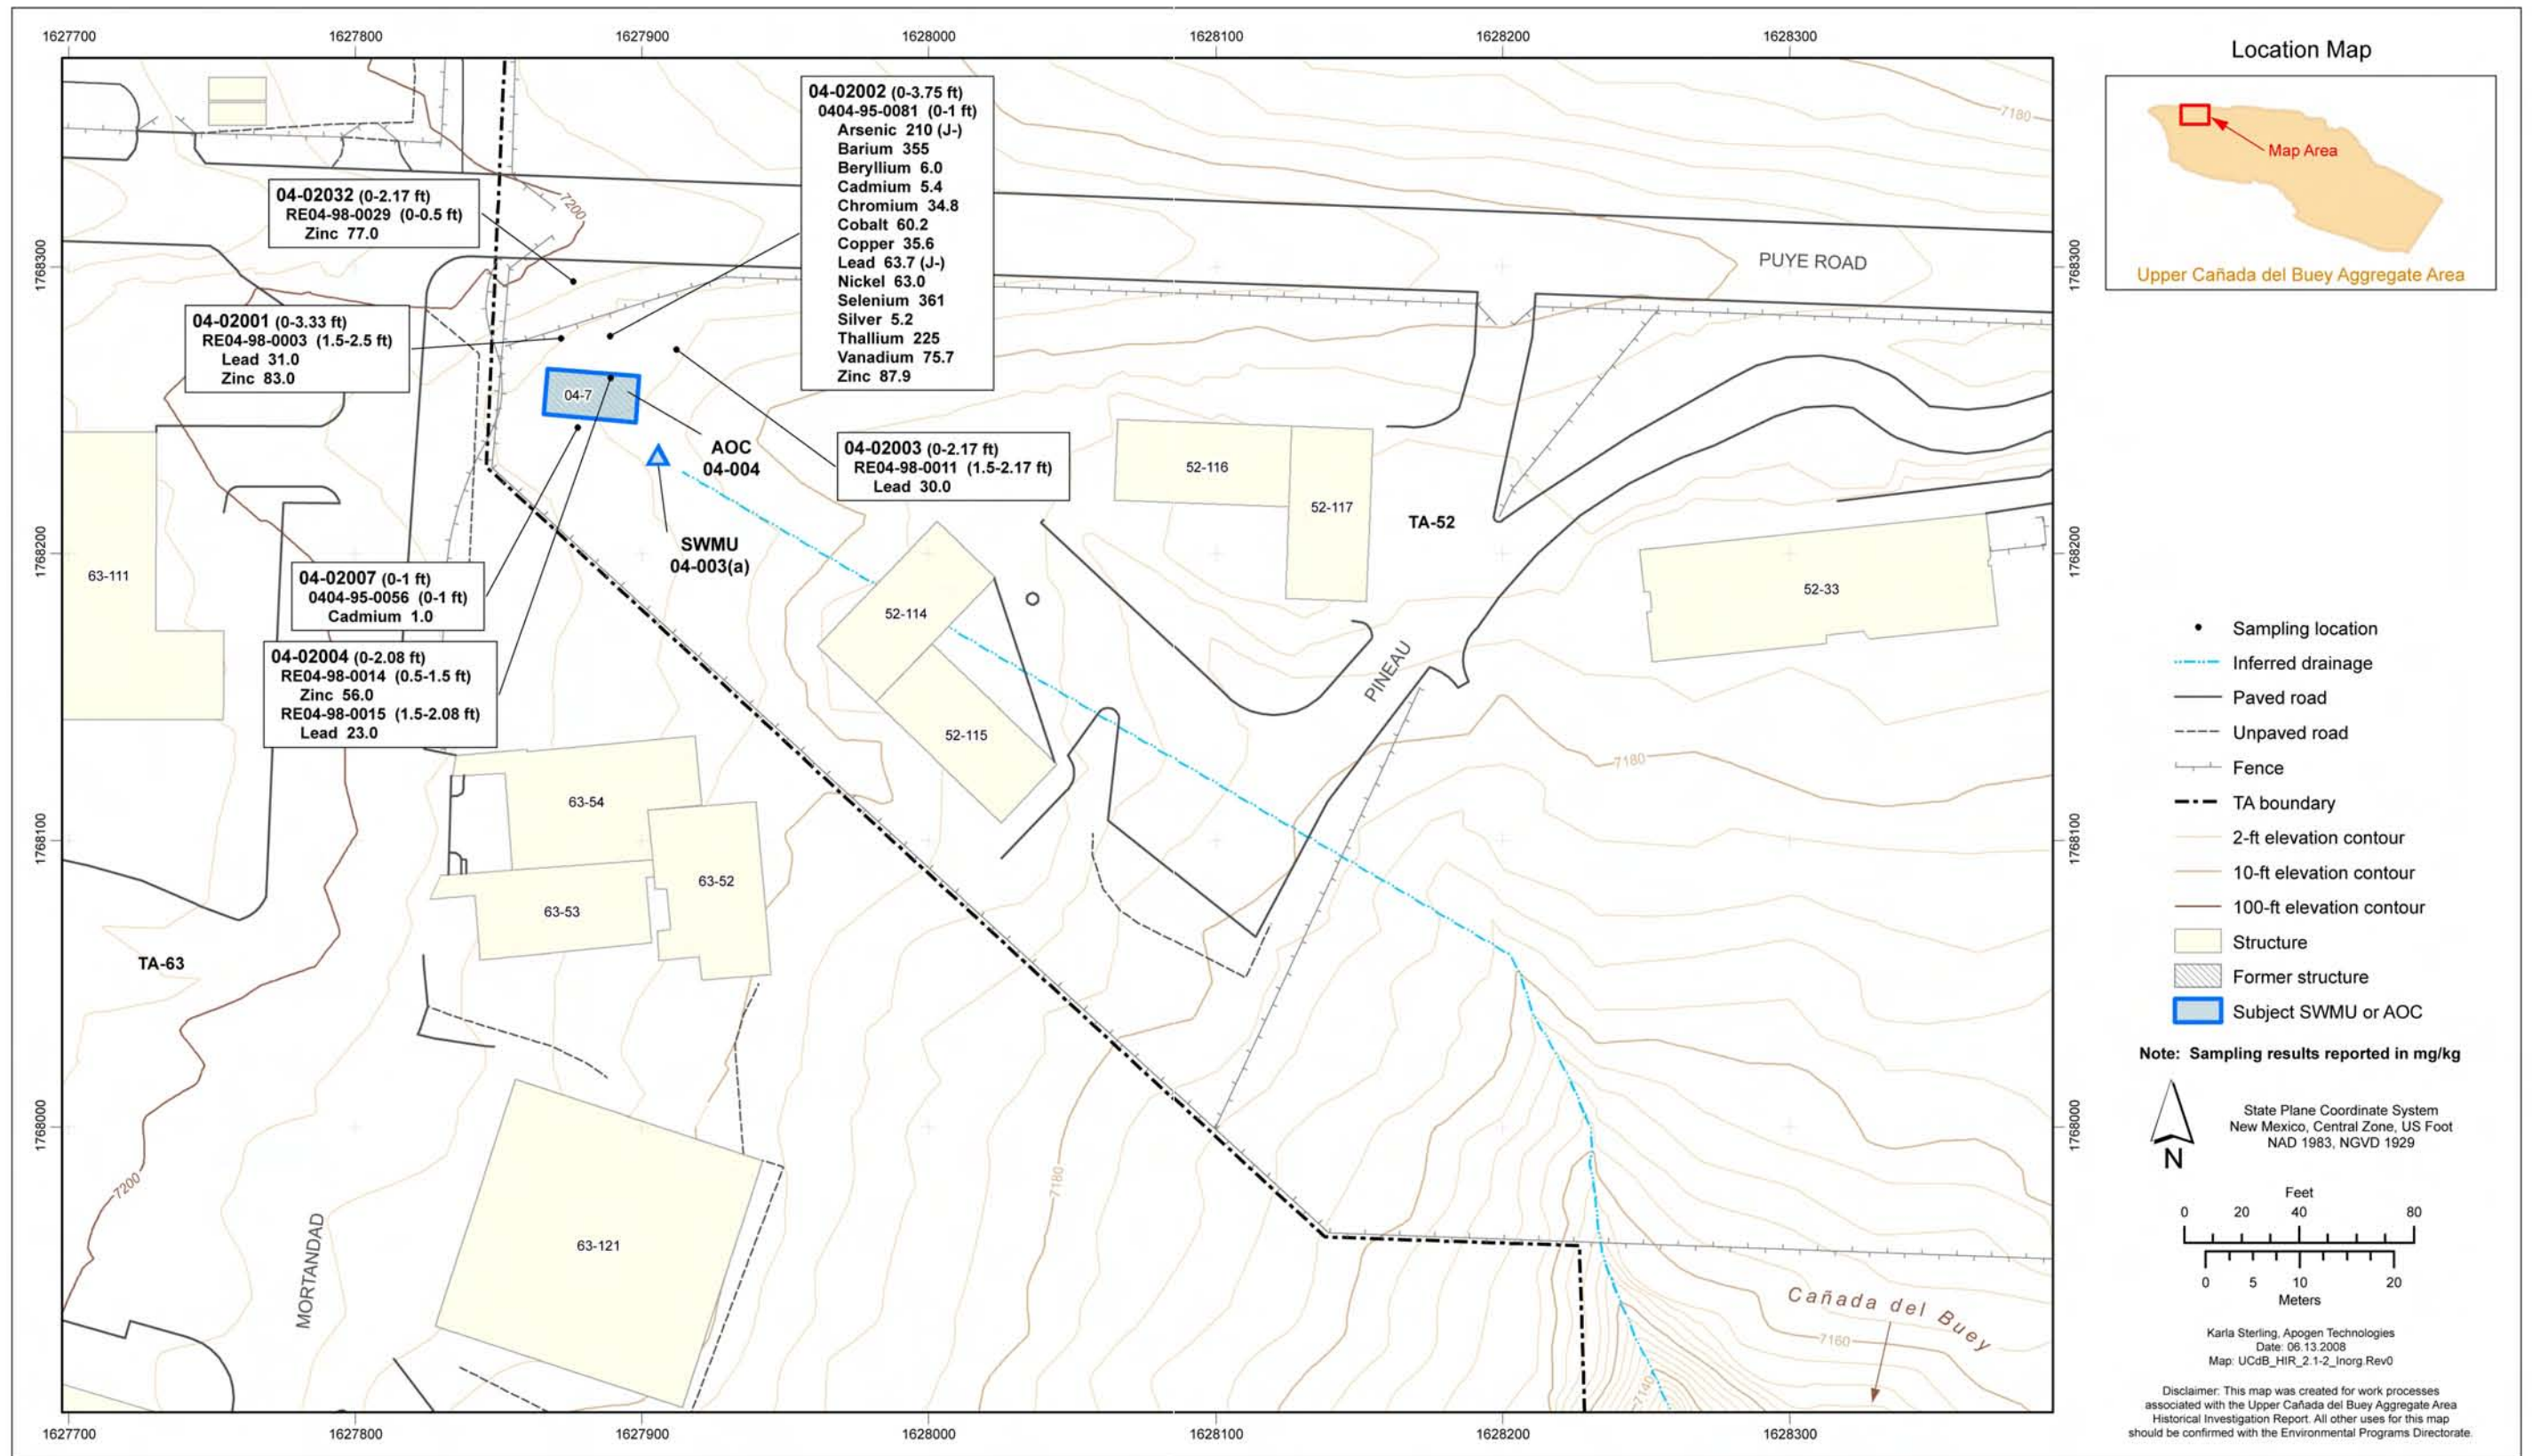 1627700
1627800
1627900
1628000
1628100
1628200
1628300
Location Map
Map Area
Upper Cañada del Buey Aggregate Area
04-02002 (0-3.75 ft)
0404-95-0081 (0-1 ft)
Arsenic 210 (J-)
Barium 355
Beryllium 6.0
Cadmium 5.4
Chromium 34.8
Cobalt 60.2
Copper 35.6
Lead 63.7 (J-)
Nickel 63.0
Selenium 361
Silver 5.2
Thallium 225
Vanadium 75.7
Zinc 87.9
7180
04-02032 (0-2.17 ft)
RE04-98-0029 (0-0.5 ft)
Zinc 77.0
7200
1768300
PUYE ROAD
1768300
04-02001 (0-3.33 ft)
RE04-98-0003 (1.5-2.5 ft)
Lead 31.0
Zinc 83.0
04-7
AOC
04-004
04-02003 (0-2.17 ft)
RE04-98-0011 (1.5-2.17 ft)
Lead 30.0
52-116
52-117
TA-52
SWMU
04-003(a)
1768200
63-111
52-33
1768200
04-02007 (0-1 ft)
0404-95-0056 (0-1 ft)
Cadmium 1.0
52-114
04-02004 (0-2.08 ft)
RE04-98-0014 (0.5-1.5 ft)
Zinc 56.0
RE04-98-0015 (1.5-2.08 ft)
Lead 23.0
PINEAU
52-115
7180
63-54
1768100
1768100
63-52
63-53
TA-63
1768000
1768000
7200
7180
MORTANDAD
63-121
Cañada del Buey
7160
7140
1627700
1627800
1627900
1628000
1628100
1628200
1628300
Sampling location
Inferred drainage
Paved road
Unpaved road
Fence
TA boundary
2-ft elevation contour
10-ft elevation contour
100-ft elevation contour
Structure
Former structure
Subject SWMU or AOC
Note: Sampling results reported in mg/kg
N
State Plane Coordinate System
New Mexico, Central Zone, US Foot
NAD 1983, NGVD 1929
Feet
0 20 40 80
0 5 10 20
Meters
Karla Sterling, Apogen Technologies
Date: 06.13.2008
Map: UCdB_HIR_2.1-2_Inorg.Rev0
Disclaimer: This map was created for work processes
associated with the Upper Cañada del Buey Aggregate Area
Historical Investigation Report. All other uses for this map
should be confirmed with the Environmental Programs Directorate.